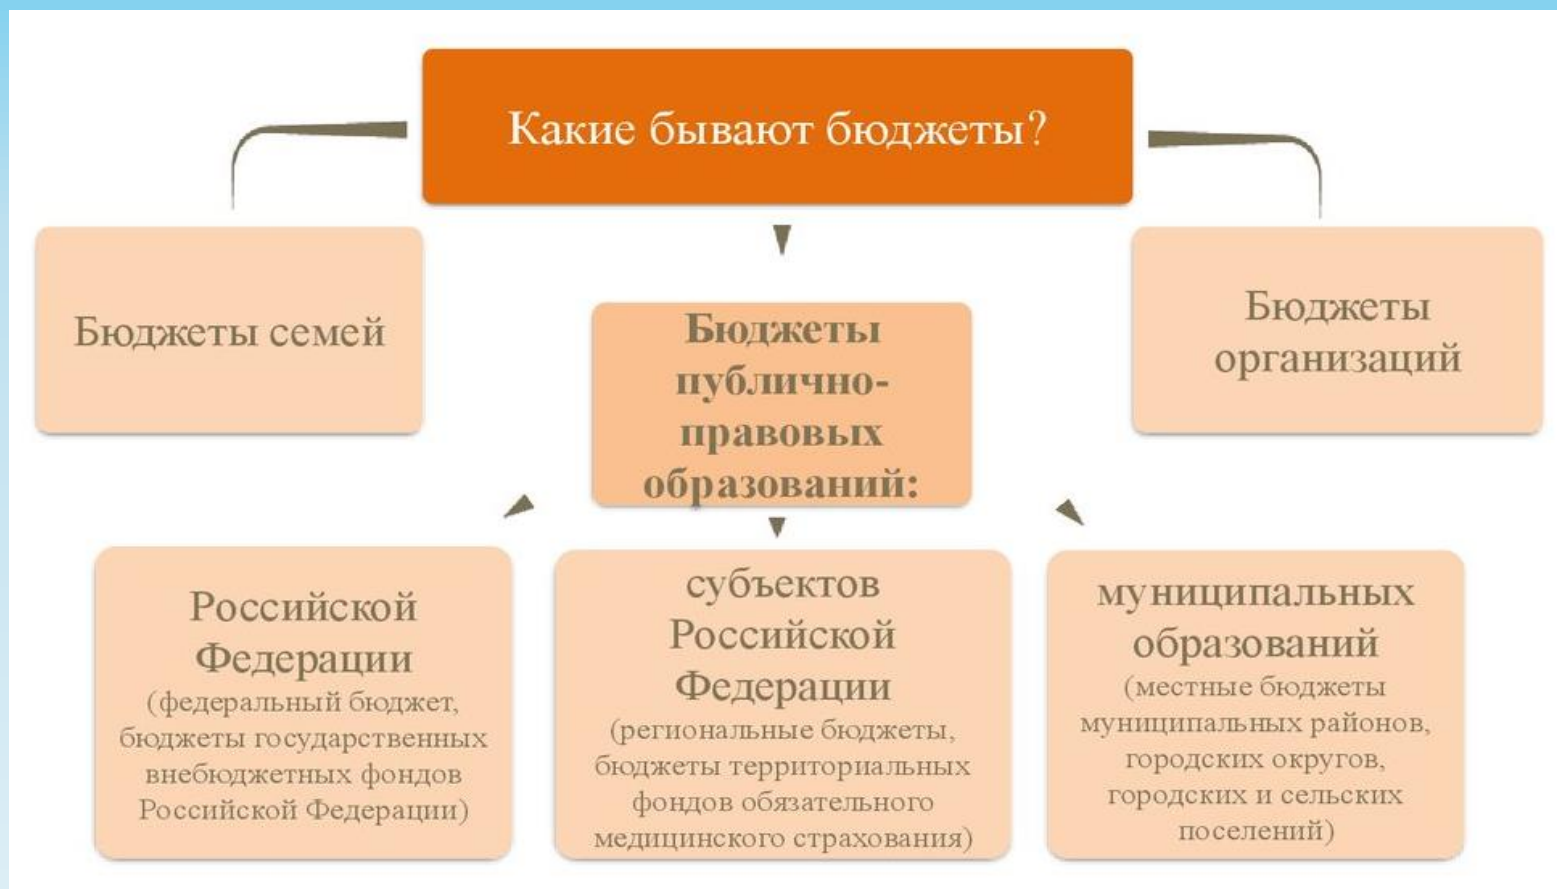 Какие бывают бюджеты?
Бюджеты семей
Бюджеты
публично-
правовых
образований:
Бюджеты
организаций
Российской
Федерации
(федеральный бюджет,
бюджеты государственных
внебюджетных фондов
Российской Федерации)
субъектов
Российской
Федерации
(региональные бюджеты,
бюджеты территориальных
фондов обязательного
медицинского страхования)
муниципальных
образований
(местные бюджеты
муниципальных районов,
городских округов,
городских и сельских
поселений)